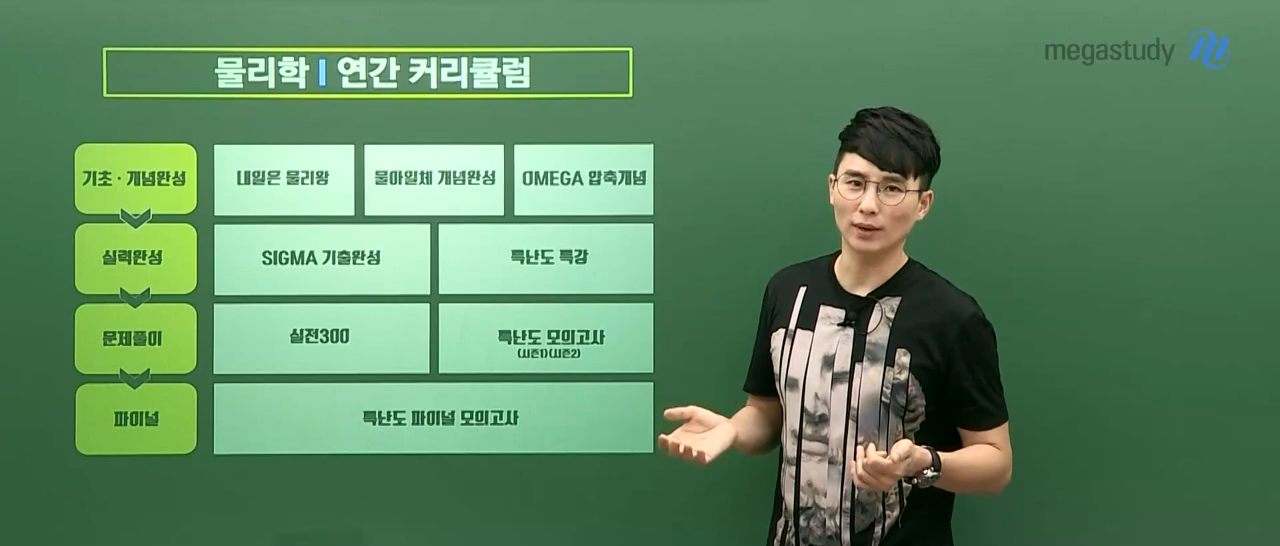 megastudy
물리학 I 연간 커리큘럼
기초 · 개념완성
내일은 물리왕
물아일체 개념완성
OMEGA 압축개념
실력완성
SIGMA 기출완성
특난도 특강
문제풀이
실전300
특난도 모의고사
(시즌1)(시즌2)
파이널
특난도 파이널 모의고사